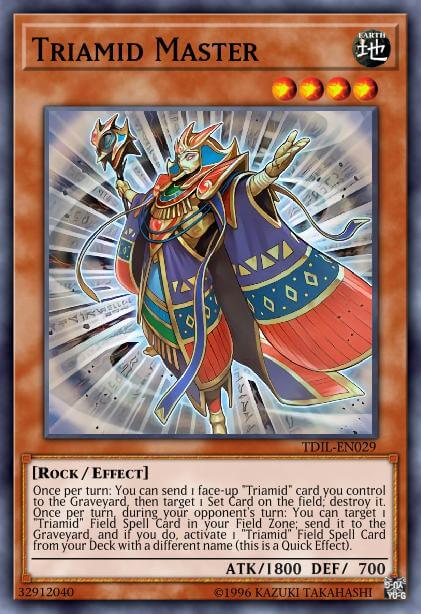 TRIAMID MASTER
EARTH
地
TDIL-EN029
[ROCK / EFFECT]
Once per turn: You can send 1 face-up "Triamid" card you control
to the Graveyard, then target 1 Set Card on the field; destroy it.
Once per turn, during your opponent's turn: You can target 1
"Triamid" Field Spell Card in your Field Zone; send it to the
Graveyard, and if you do, activate 1 "Triamid" Field Spell Card
from your Deck with a different name (this is a Quick Effect).
ATK/1800 DEF/ 700
32912040
©1996 KAZUKI TAKAHASHI